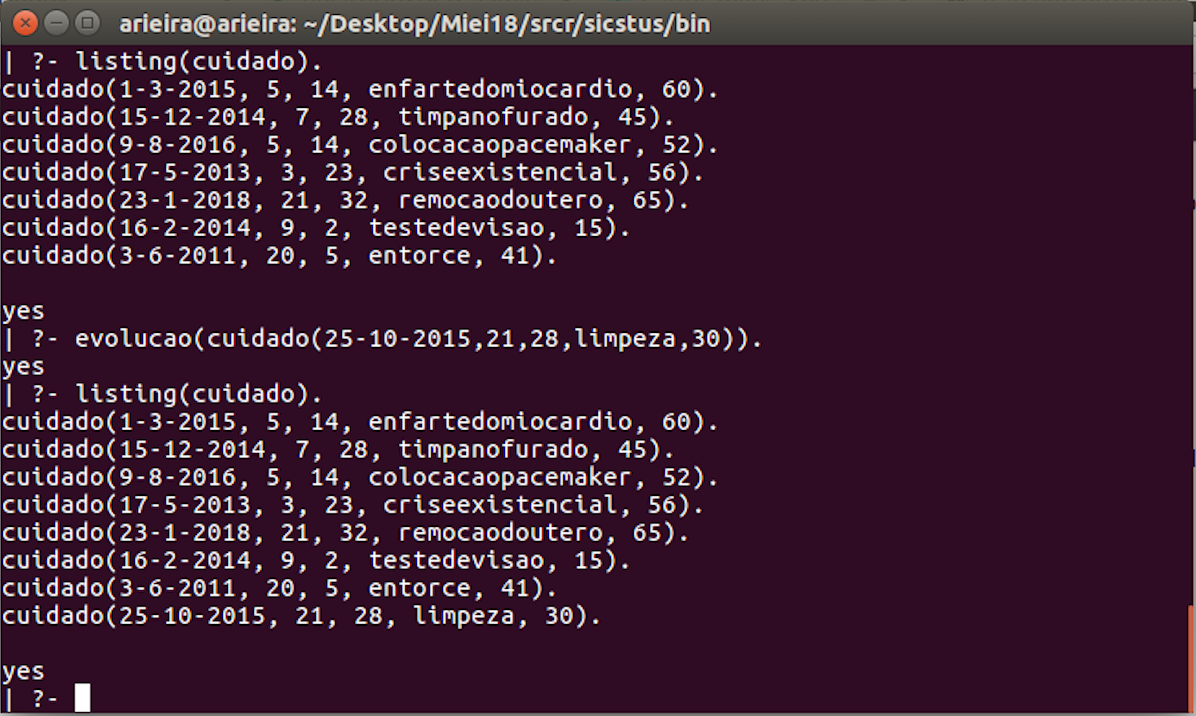 arieira@arieira: ~/Desktop/Miei18/srcr/sicstus/bin
| ?- listing(cuidado).
cuidado(1-3-2015, 5, 14, enfartedomiocardio, 60).
cuidado(15-12-2014, 7, 28, timpanofurado, 45).
cuidado(9-8-2016, 5, 14, colocacaopacemaker, 52).
cuidado(17-5-2013, 3, 23, criseexistencial, 56).
cuidado(23-1-2018, 21, 32, remocaodoutero, 65).
cuidado(16-2-2014, 9, 2, testedevisao, 15).
cuidado(3-6-2011, 20, 5, entorce, 41).
yes
| ?- evolucao(cuidado(25-10-2015,21,28,limpeza,30)).
yes
| ?- listing(cuidado).
cuidado(1-3-2015, 5, 14, enfartedomiocardio, 60).
cuidado(15-12-2014, 7, 28, timpanofurado, 45).
cuidado(9-8-2016, 5, 14, colocacaopacemaker, 52).
cuidado(17-5-2013, 3, 23, criseexistencial, 56).
cuidado(23-1-2018, 21, 32, remocaodoutero, 65).
cuidado(16-2-2014, 9, 2, testedevisao, 15).
cuidado(3-6-2011, 20, 5, entorce, 41).
cuidado(25-10-2015, 21, 28, limpeza, 30).
yes
| ?-